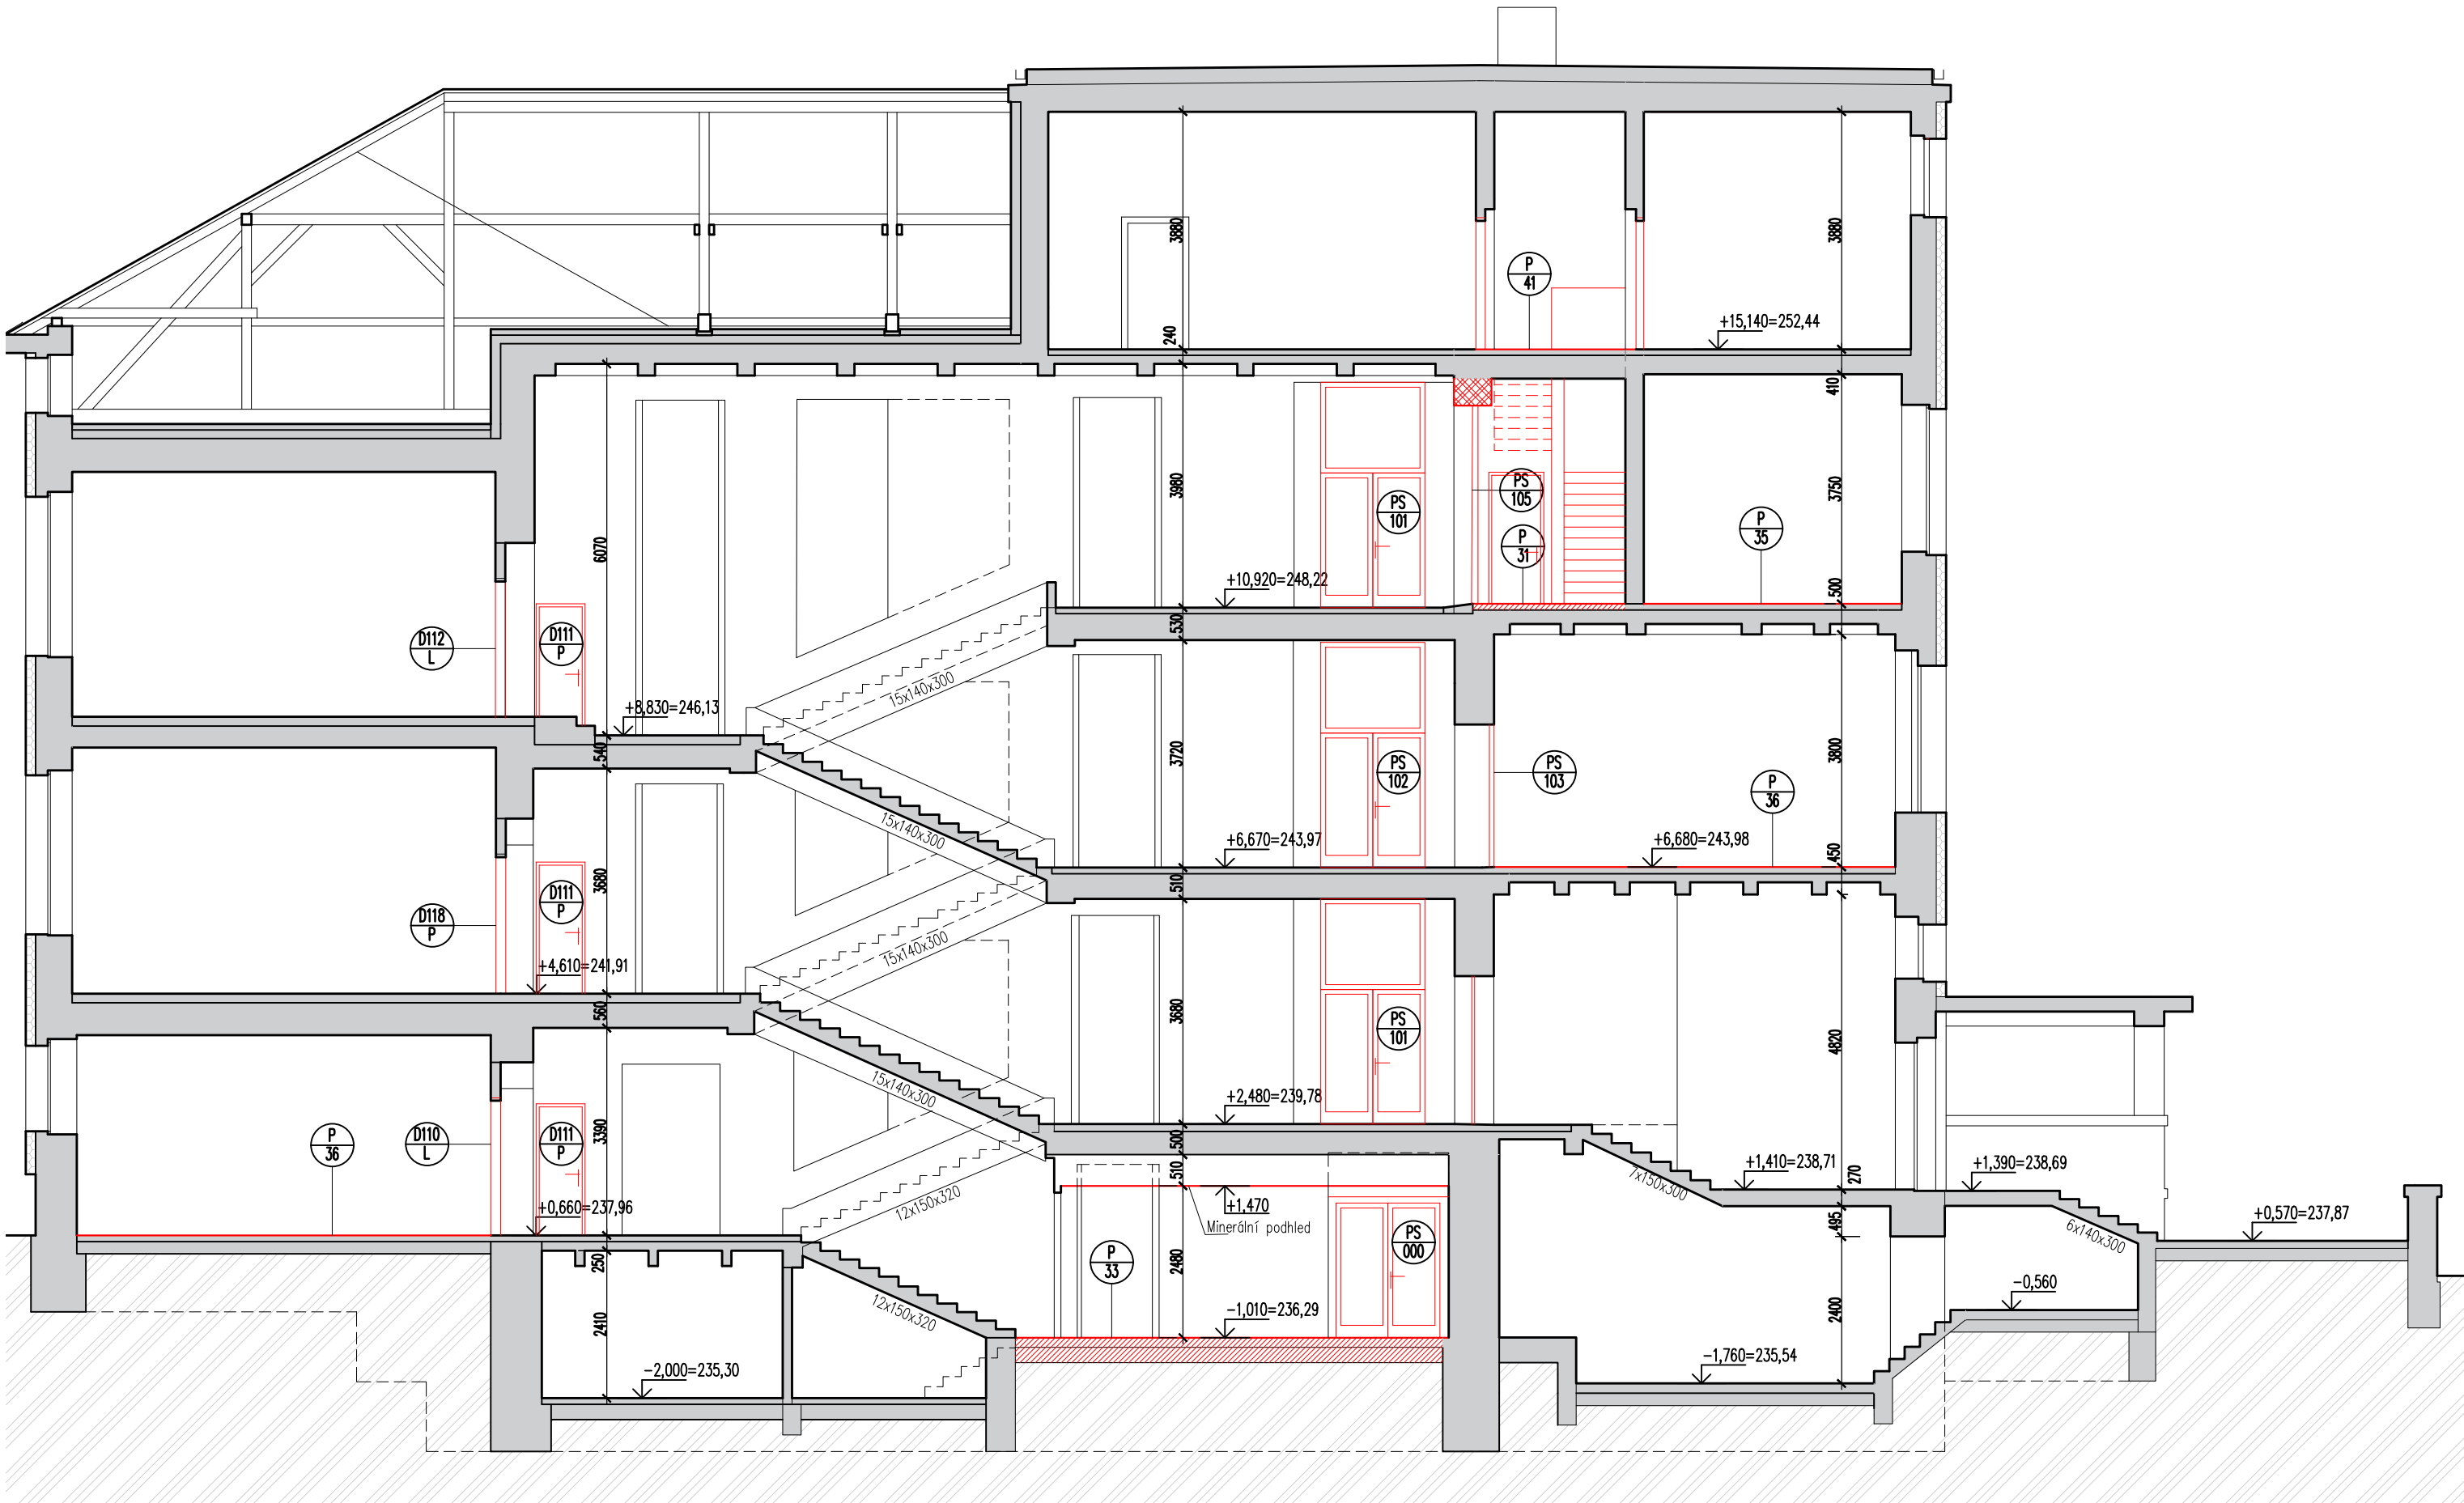 3880
3880
P
41
240
+15,140=252,44
410
3980
PS
105
PS
101
3750
P
35
P
31
6070
+10,920=248,22
500
530
D112
L
D111
P
15x140x300
+8,830=246,13
540
3720
PS
102
PS
103
3800
P
36
15x140x300
+6,670=243,97
+6,680=243,98
450
3680
510
D118
P
D111
P
15x140x300
+4,610=241,91
560
3680
PS
101
4820
15x140x300
+2,480=239,78
P
36
D110
L
D111
P
3390
500
510
7x150x300
+1,410=238,71
270
+1,390=238,69
12x150x320
+0,660=237,96
+1,470
Minerální podhled
PS
000
495
6x140x300
+0,570=237,87
250
P
33
2480
12x150x320
2410
-1,010=236,29
-0,560
2400
-2,000=235,30
-1,760=235,54